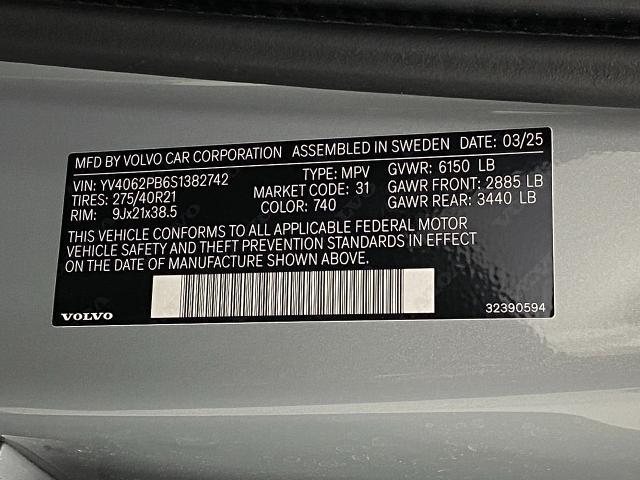 MFD BY VOLVO CAR CORPORATION ASSEMBLED IN SWEDEN DATE: 03/25
VIN: YV4062PB6S1382742 TYPE: MPV GVWR: 6150 LB
TIRES: 275/40R21 MARKET CODE: 31 GAWR FRONT: 2885 LB
RIM: 9Jx21x38.5 COLOR: 740 GAWR REAR: 3440 LB
THIS VEHICLE CONFORMS TO ALL APPLICABLE FEDERAL MOTOR
VEHICLE SAFETY AND THEFT PREVENTION STANDARDS IN EFFECT
ON THE DATE OF MANUFACTURE SHOWN ABOVE.
VOLVO 32390594